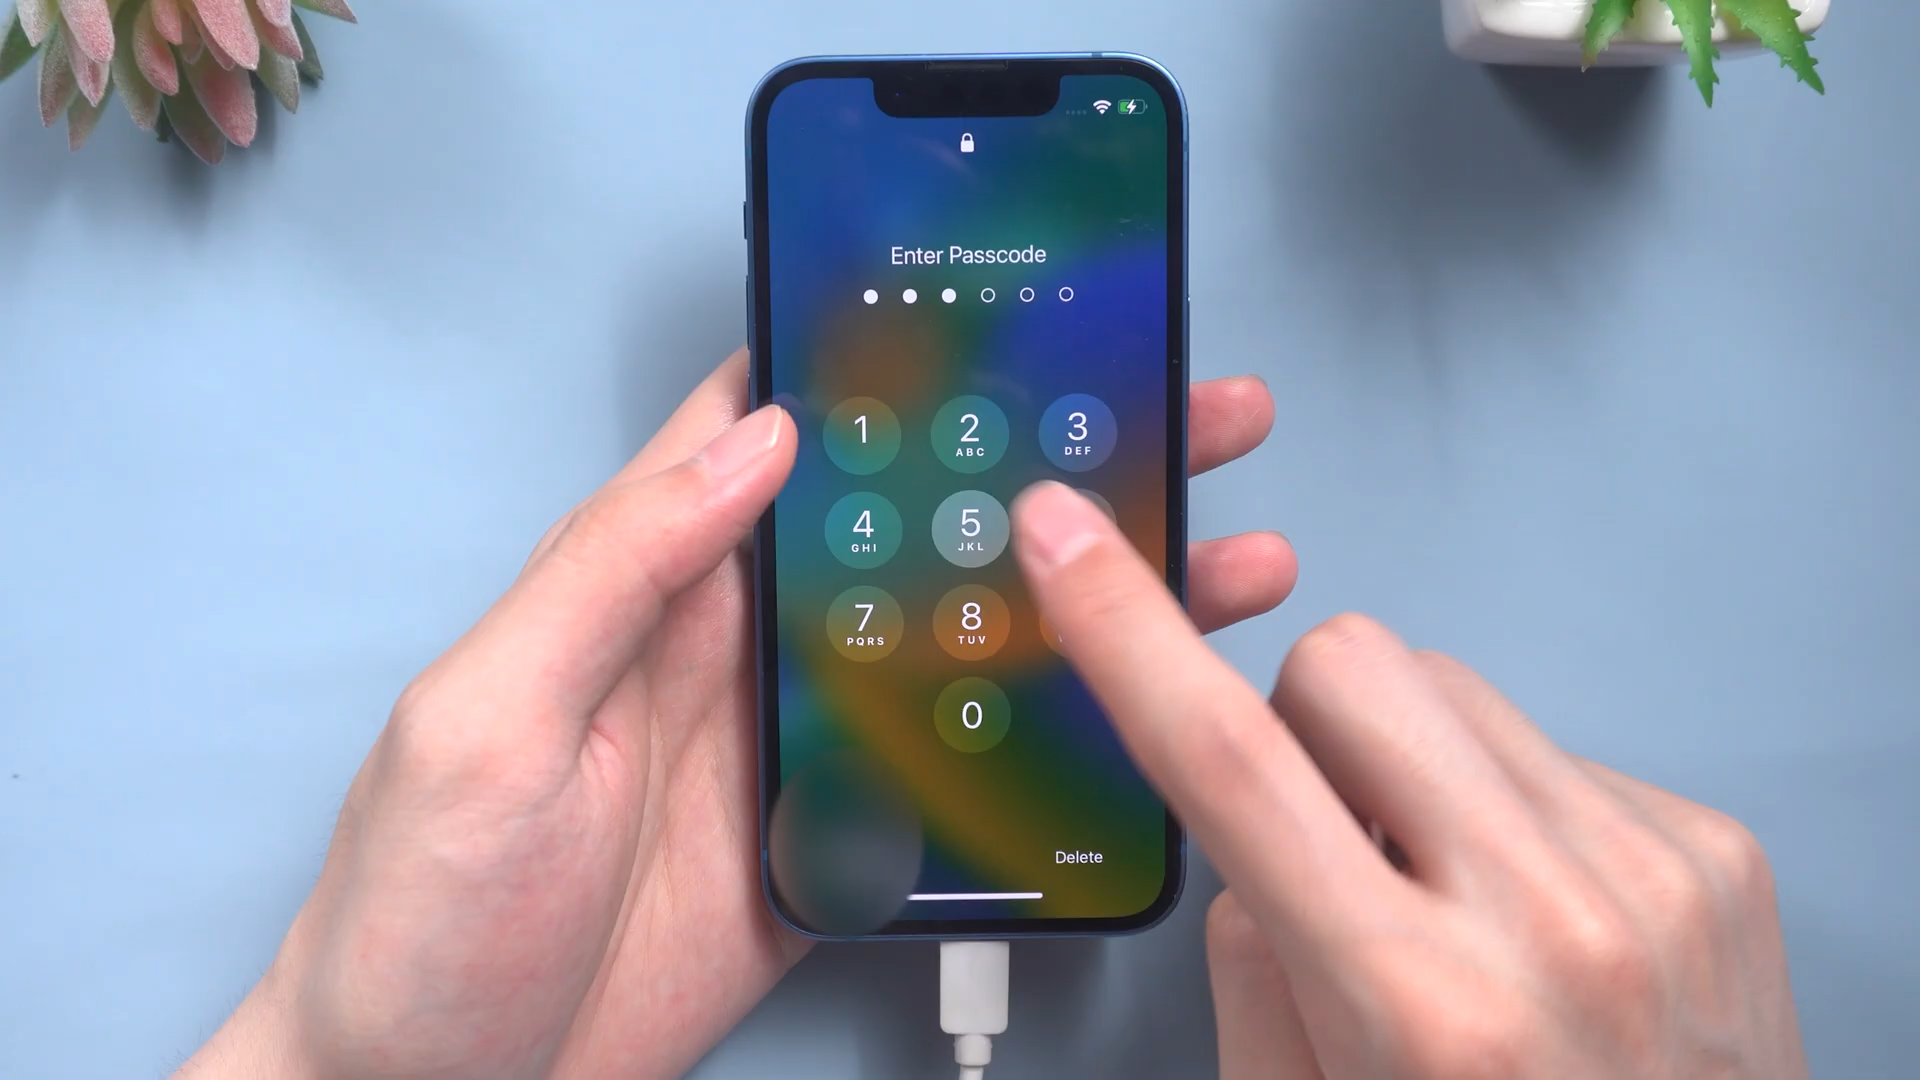 Enter Passcode
1 2 3
ABC DEF
4 5
GHI JKL
7 8
PQRS TUV
0
Delete